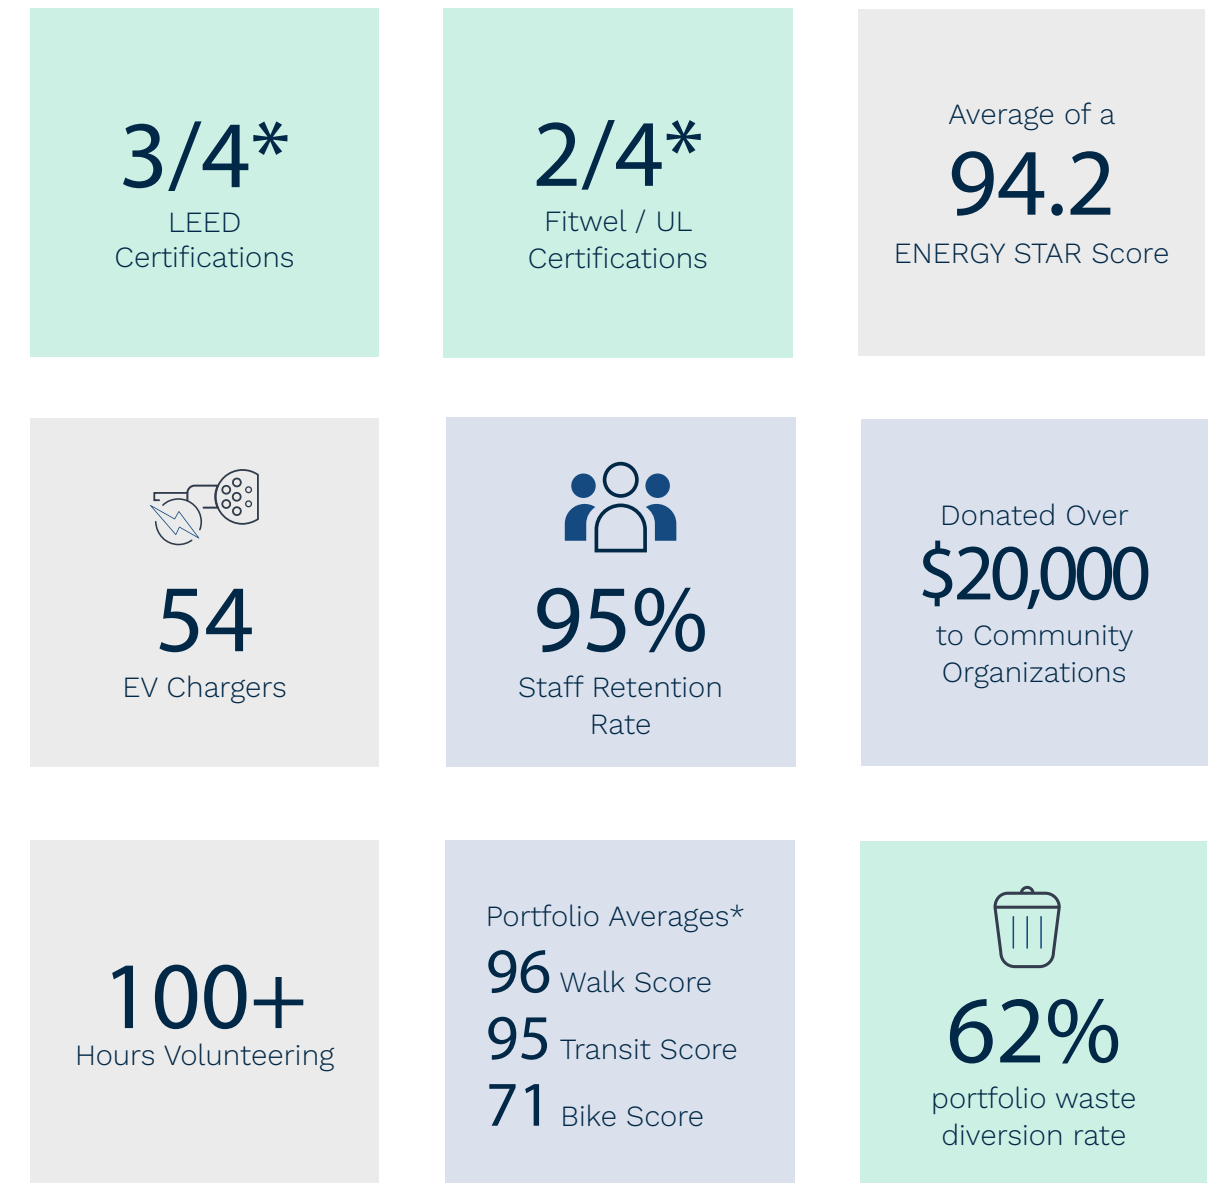 3/4*
LEED
Certifications
2/4*
Fitwel / UL
Certifications
Average of a
94.2
ENERGY STAR Score
54
EV Chargers
95%
Staff Retention
Rate
Donated Over
$20,000
to Community
Organizations
100+
Hours Volunteering
Portfolio Averages*
96 Walk Score
95 Transit Score
71 Bike Score
62%
portfolio waste
diversion rate